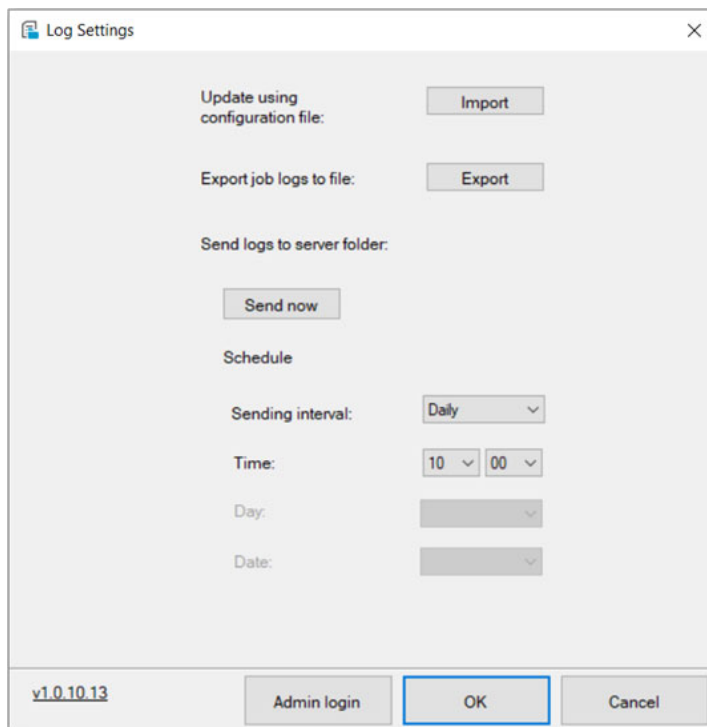 Log Settings
Update using
configuration file:
Import
Export job logs to file:
Export
Send logs to server folder:
Send now
Schedule
Sending interval:
Daily
Time:
10
00
Day:
Date:
v1.0.10.13
Admin login
OK
Cancel